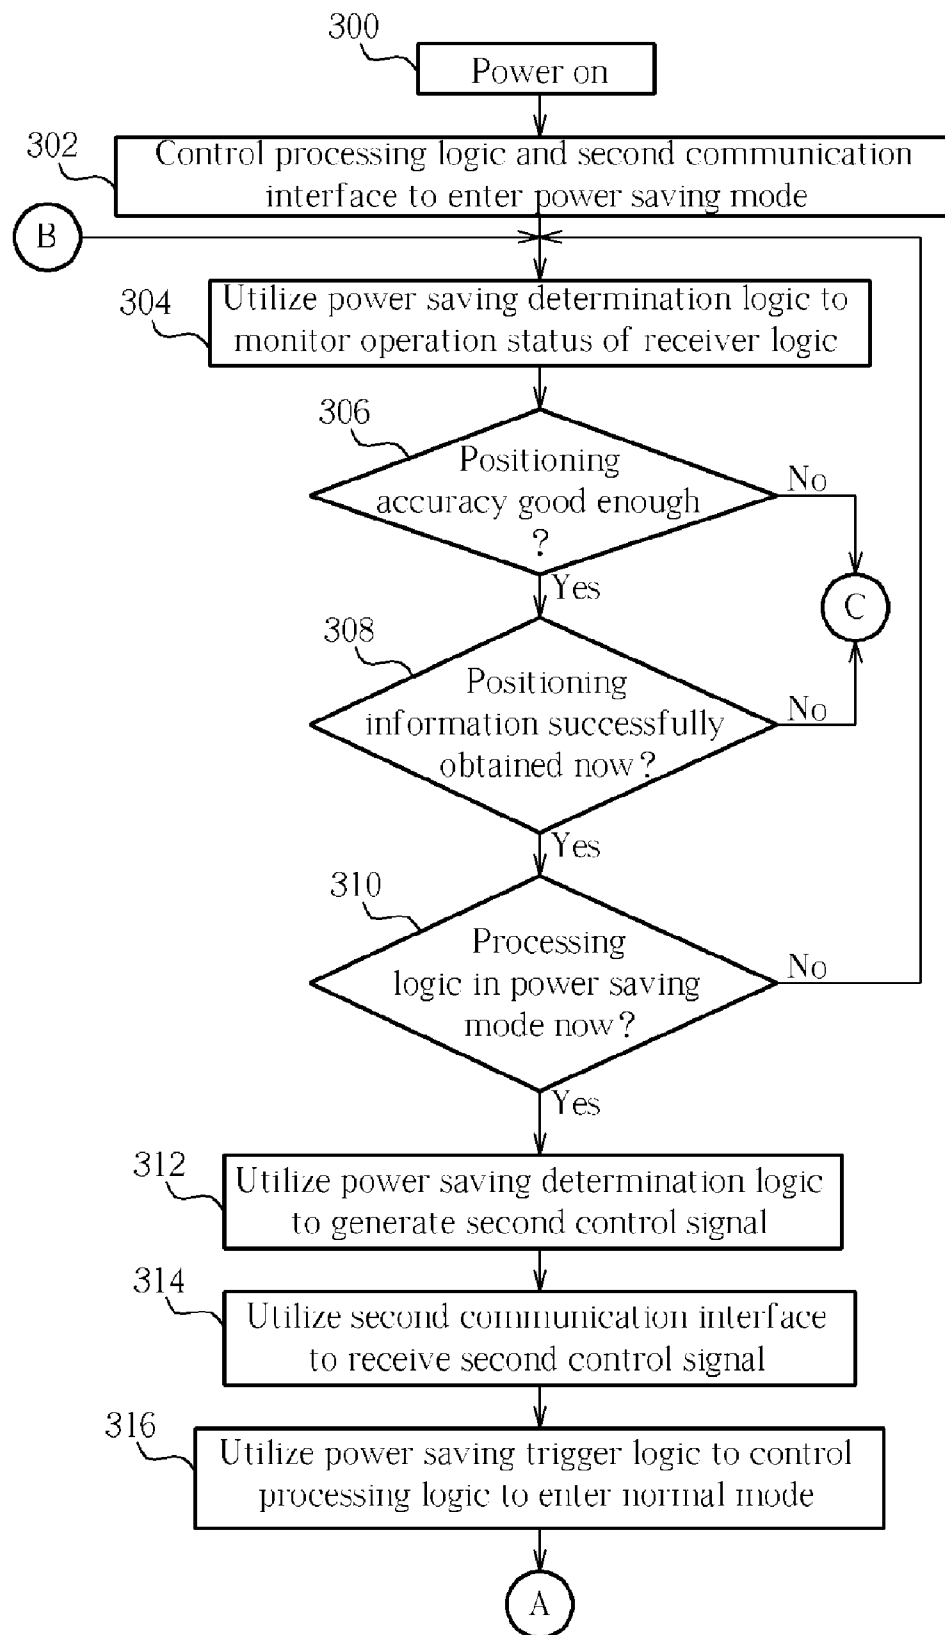 300
Power on
302
Control processing logic and second communication
interface to enter power saving mode
B
304
Utilize power saving determination logic to
monitor operation status of receiver logic
306
Positioning
accuracy good enough
?
No
Yes
C
308
Positioning
information successfully
obtained now?
No
Yes
310
Processing
logic in power saving
mode now?
No
Yes
312
Utilize power saving determination logic
to generate second control signal
314
Utilize second communication interface
to receive second control signal
316
Utilize power saving trigger logic to control
processing logic to enter normal mode
A